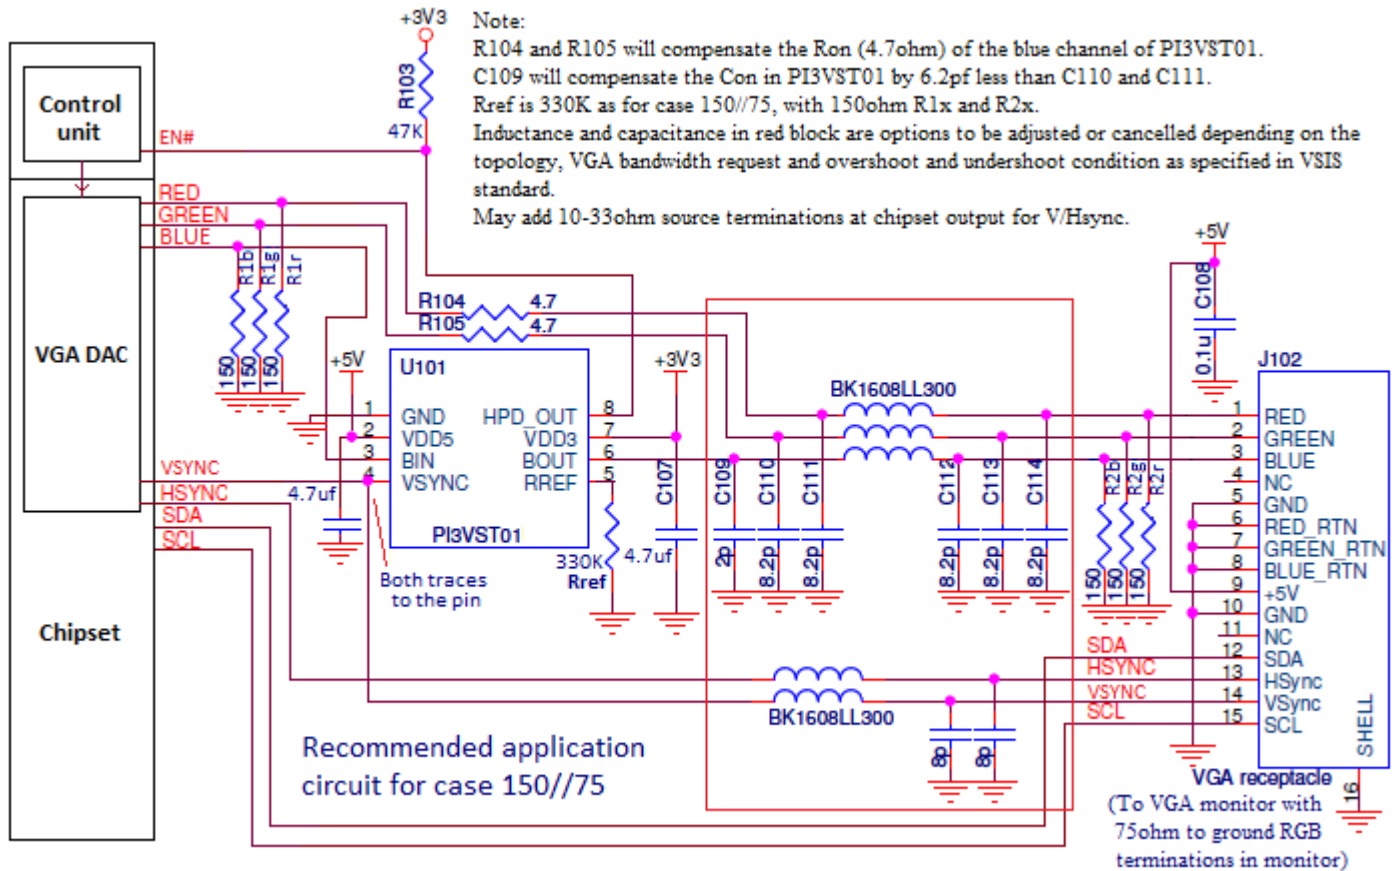 +3V3
Note:
R104 and R105 will compensate the Ron (4.7ohm) of the blue channel of PI3VST01.
C109 will compensate the Con in PI3VST01 by 6.2pf less than C110 and C111.
Rref is 330K as for case 150//75, with 150ohm R1x and R2x.
Inductance and capacitance in red block are options to be adjusted or cancelled depending on the
topology, VGA bandwidth request and overshoot and undershoot condition as specified in VSIS
standard.
May add 10-33ohm source terminations at chipset output for V/Hsync.
R103
47K
Control
unit
EN#
RED
GREEN
BLUE
R1b
R1g
R1r
150
150
150
VGA DAC
R104
4.7
R105
4.7
+5V
U101
+3V3
1
GND
HPD_OUT
8
2
VDD5
VDD3
7
3
BIN
BOUT
6
4
VSYNC
RREF
5
PI3VST01
VSYNC
HSYNC
SDA
SCL
4.7uf
Both traces
to the pin
330K
Rref
4.7uf
C107
BK1608LL300
C109
C110
C111
2p
8.2p
8.2p
C112
C113
C114
8.2p
8.2p
8.2p
R2b
R2g
R2r
150
150
150
+5V
C108
0.1u
J102
1
RED
2
GREEN
3
BLUE
4
NC
5
GND
6
RED_RTN
7
GREEN_RTN
8
BLUE_RTN
9
+5V
10
GND
11
NC
12
SDA
13
HSync
14
VSync
15
SCL
SHELL
16
SDA
HSYNC
VSYNC
SCL
BK1608LL300
8p
8p
Chipset
Recommended application
circuit for case 150//75
VGA receptacle
(To VGA monitor with
75ohm to ground RGB
terminations in monitor)